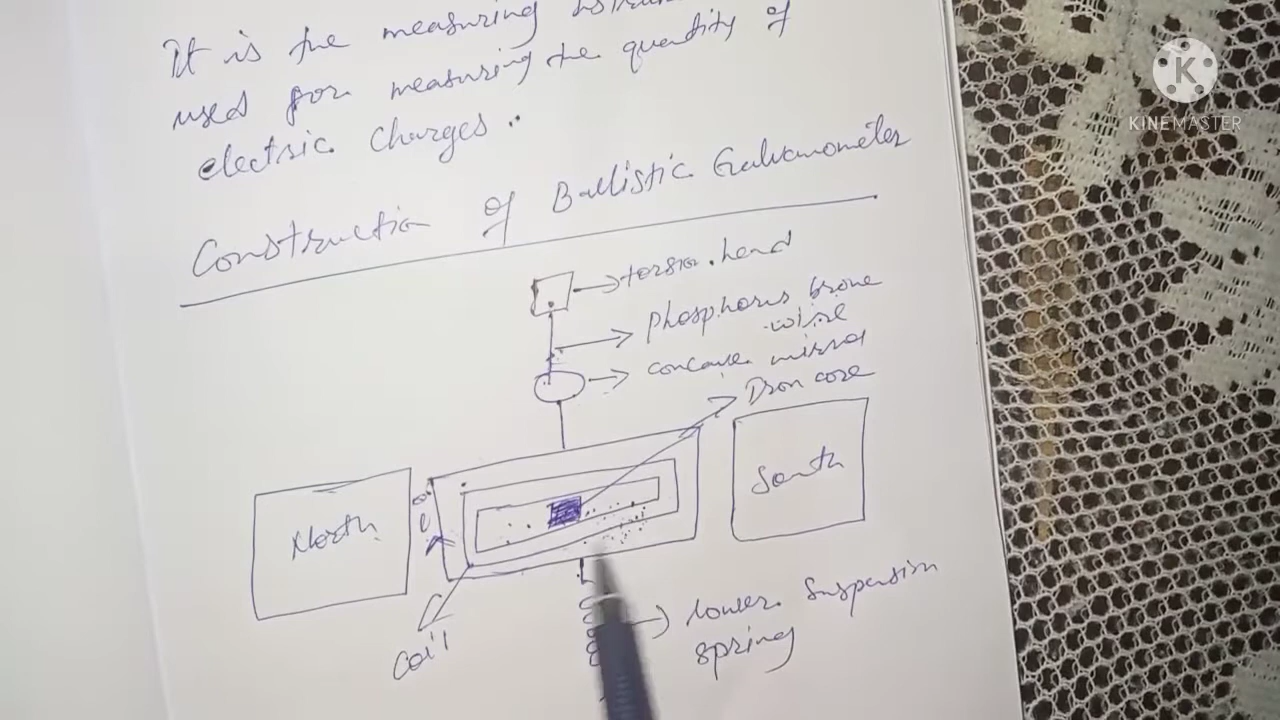 It is the measuring
used for measuring the quantity of
electric charges..
Construction of Ballistic Galvanometer
torsion head
phosphorus bronze
wire
concave mirror
Iron core
North
South
coil
lower suspension
spring
KINEMASTER